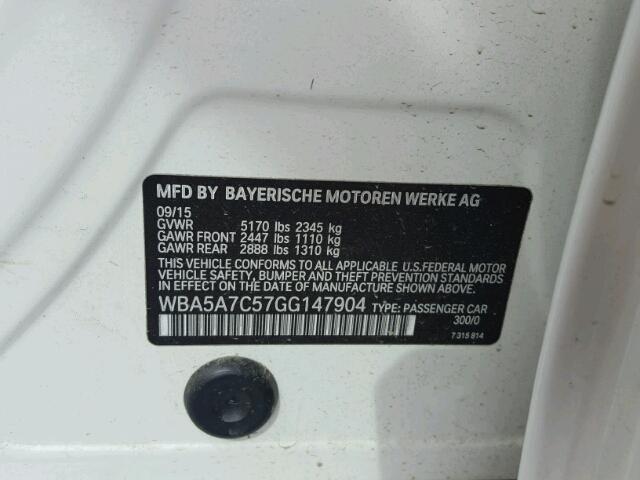 MFD BY BAYERISCHE MOTOREN WERKE AG
09/15
GVWR 5170 lbs 2345 kg
GAWR FRONT 2447 lbs 1110 kg
GAWR REAR 2888 lbs 1310 kg
THIS VEHICLE CONFORMS TO ALL APPLICABLE U.S.FEDERAL MOTOR
VEHICLE SAFETY, BUMPER AND THEFT PREVENTION STANDARDS
IN EFFECT ON THE DATE OF MANUFACTURE SHOWN ABOVE.
WBA5A7C57GG147904 TYPE: PASSENGER CAR
300/0
7 315 814